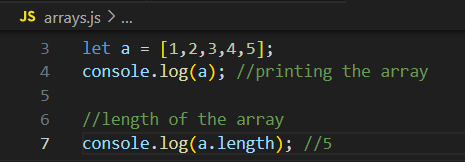 JS arrays.js > ...
3 let a = [1,2,3,4,5];
4 console.log(a); //printing the array
5
6 //length of the array
7 console.log(a.length); //5